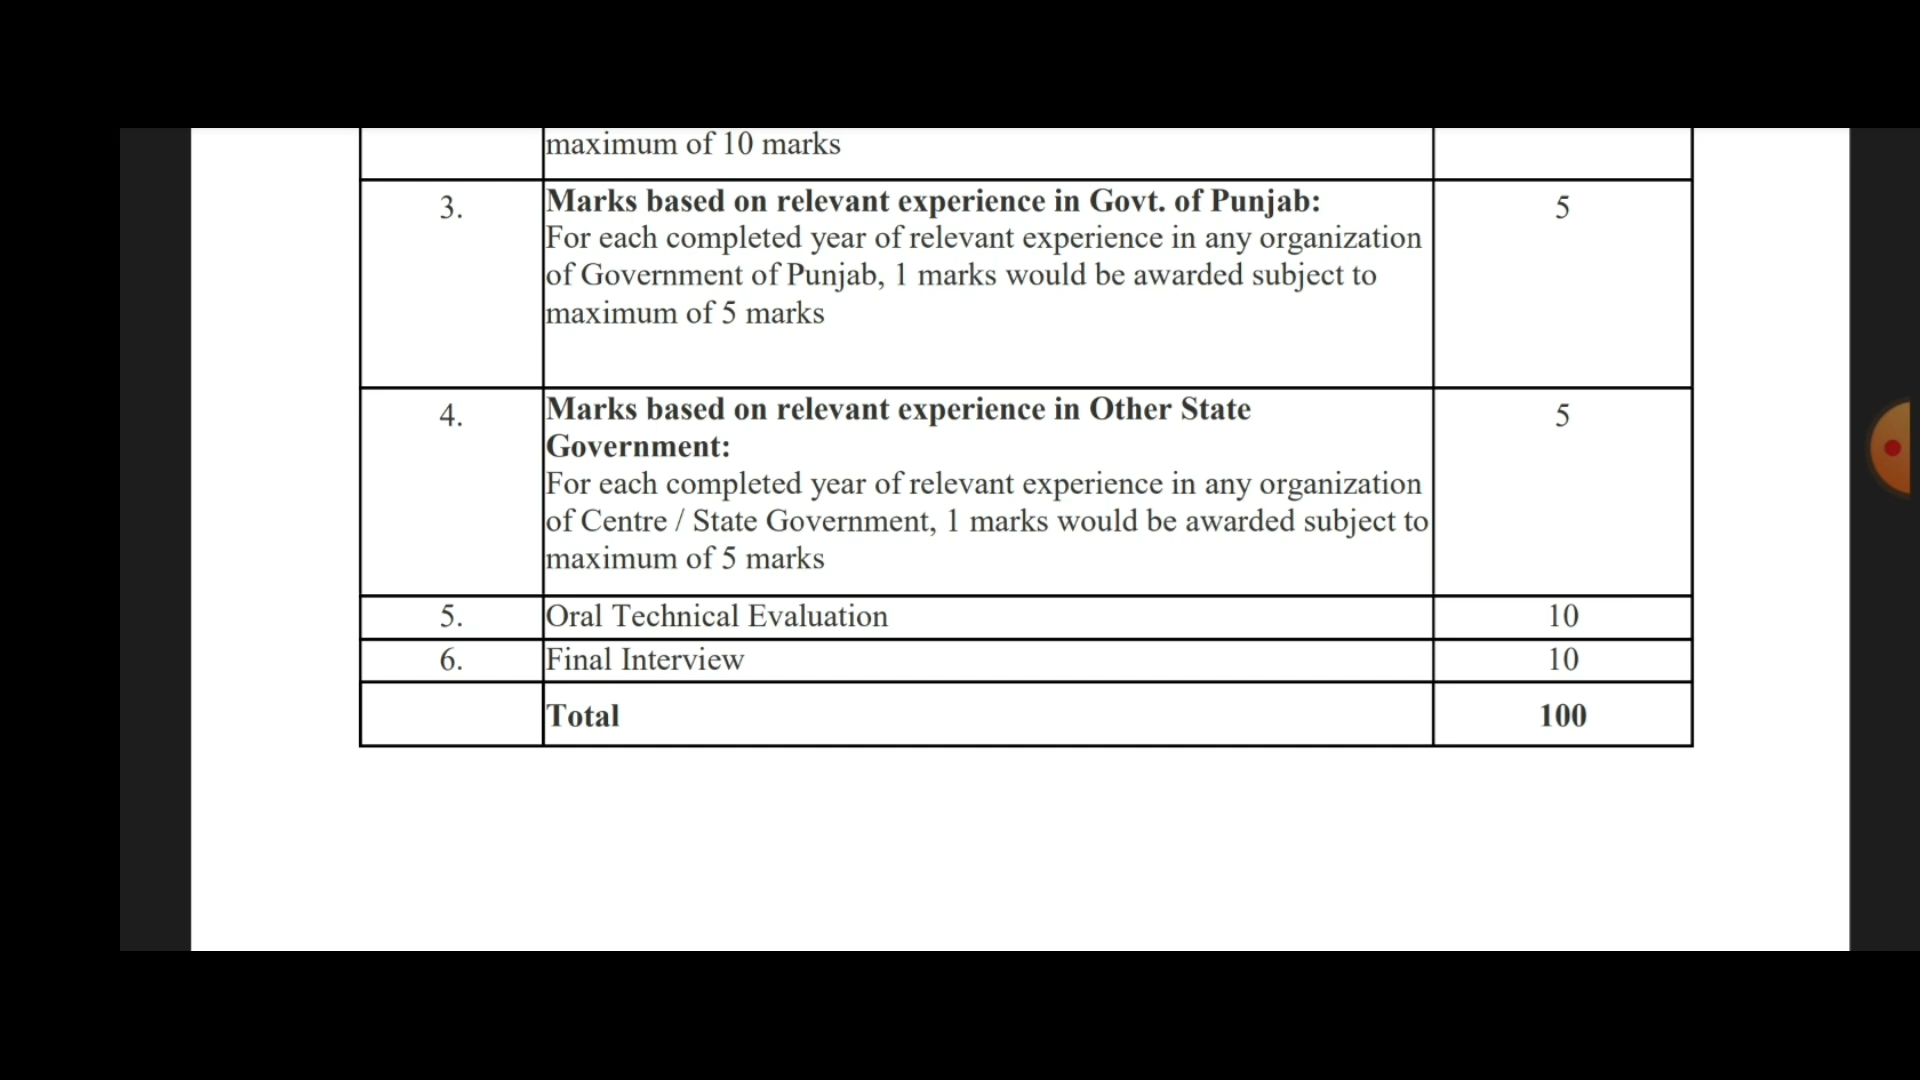 maximum of 10 marks
3.
Marks based on relevant experience in Govt. of Punjab:
For each completed year of relevant experience in any organization
of Government of Punjab, 1 marks would be awarded subject to
maximum of 5 marks
5
4.
Marks based on relevant experience in Other State
Government:
For each completed year of relevant experience in any organization
of Centre / State Government, 1 marks would be awarded subject to
maximum of 5 marks
5
5.
Oral Technical Evaluation
10
6.
Final Interview
10
Total
100